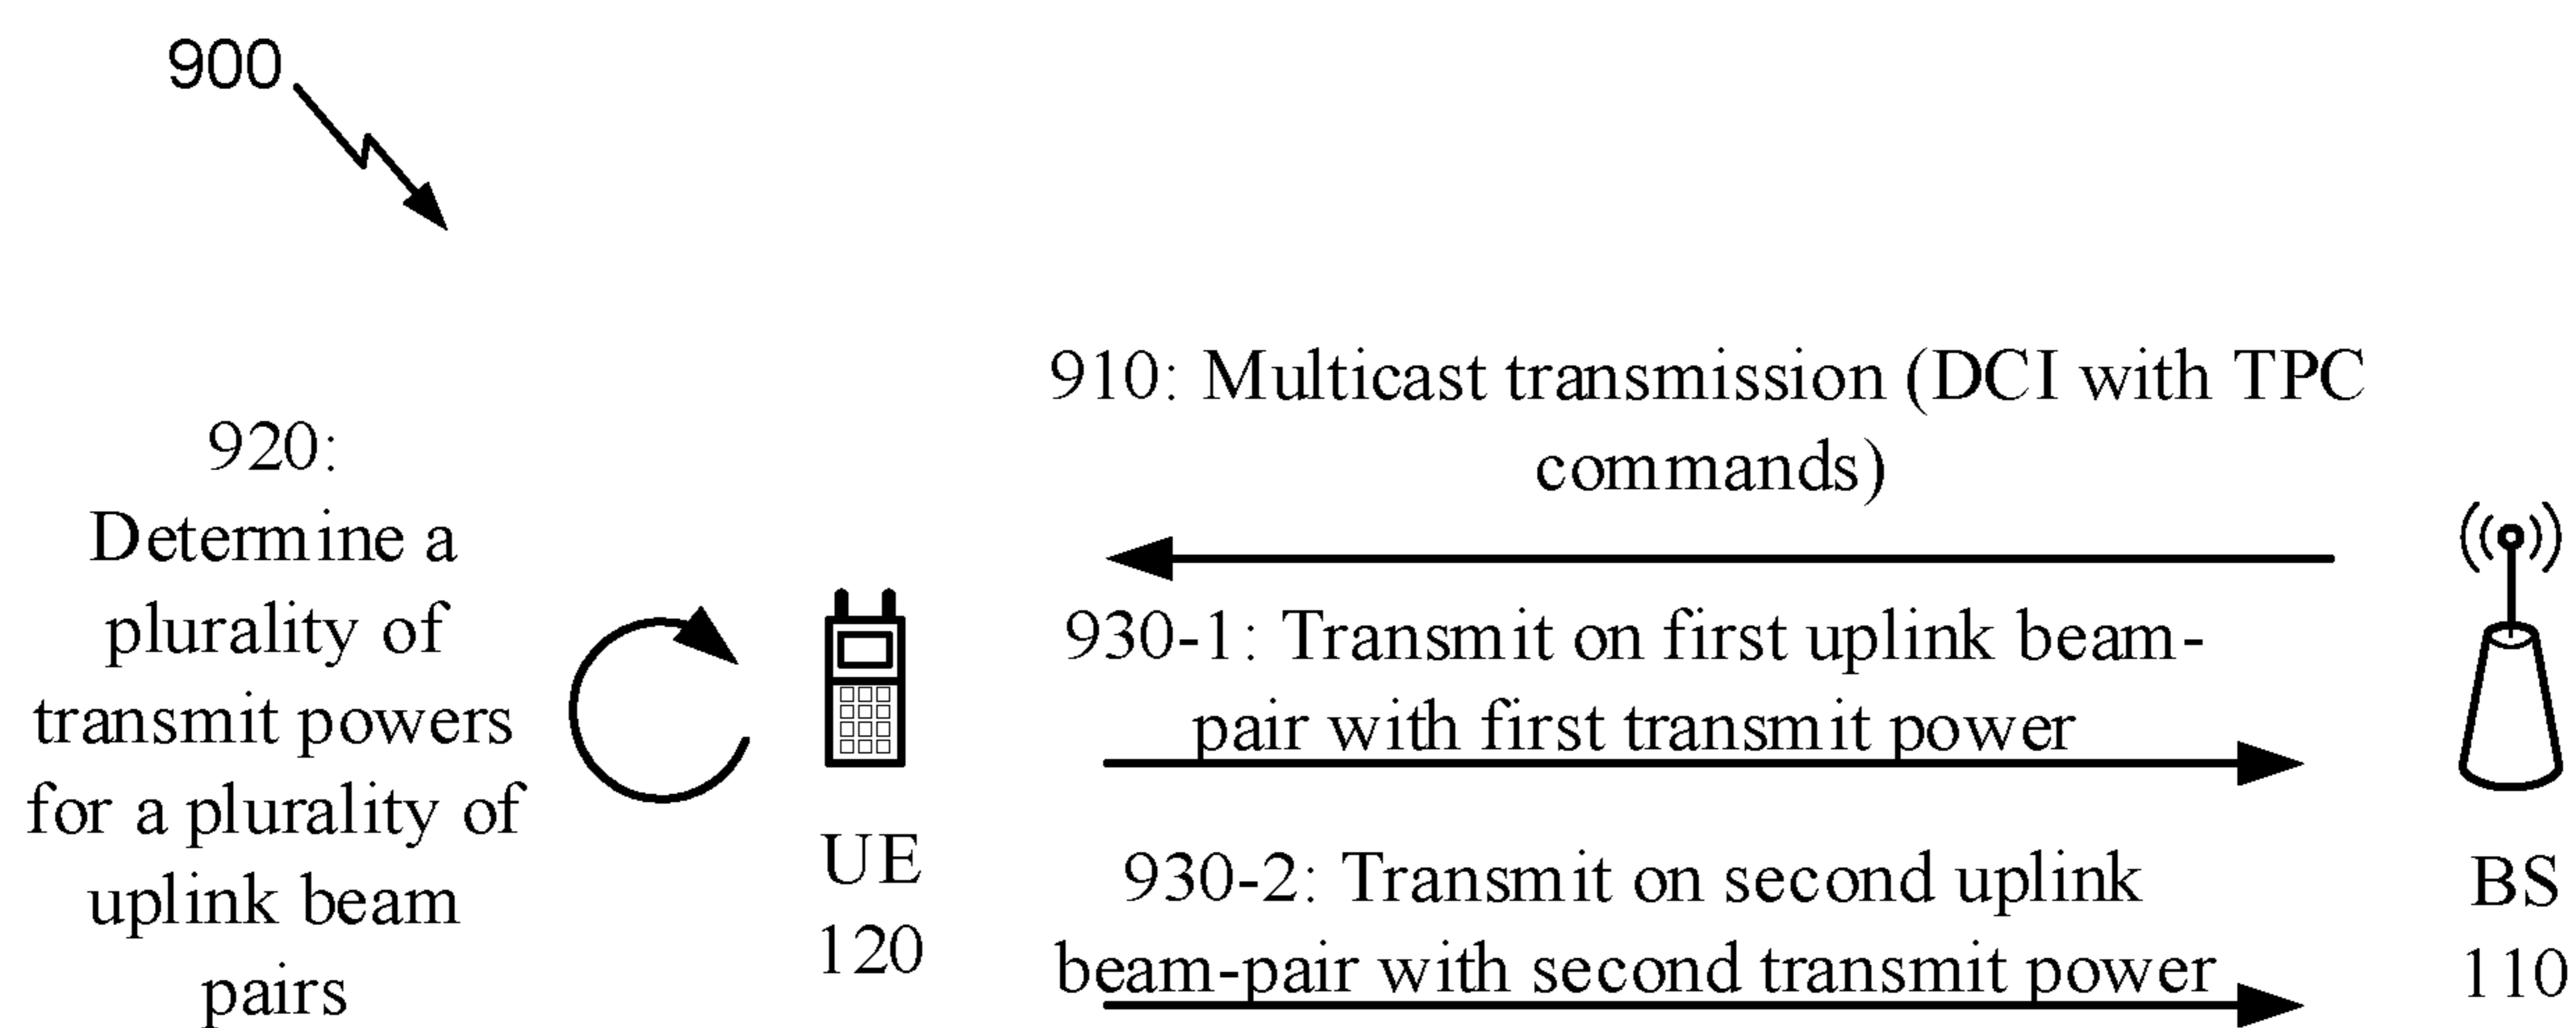 900
910: Multicast transmission (DCI with TPC
commands)
920:
Determine a
plurality of
transmit powers
for a plurality of
uplink beam
pairs
930-1: Transmit on first uplink beam-
pair with first transmit power
930-2: Transmit on second uplink
beam-pair with second transmit power
UE
120
BS
110